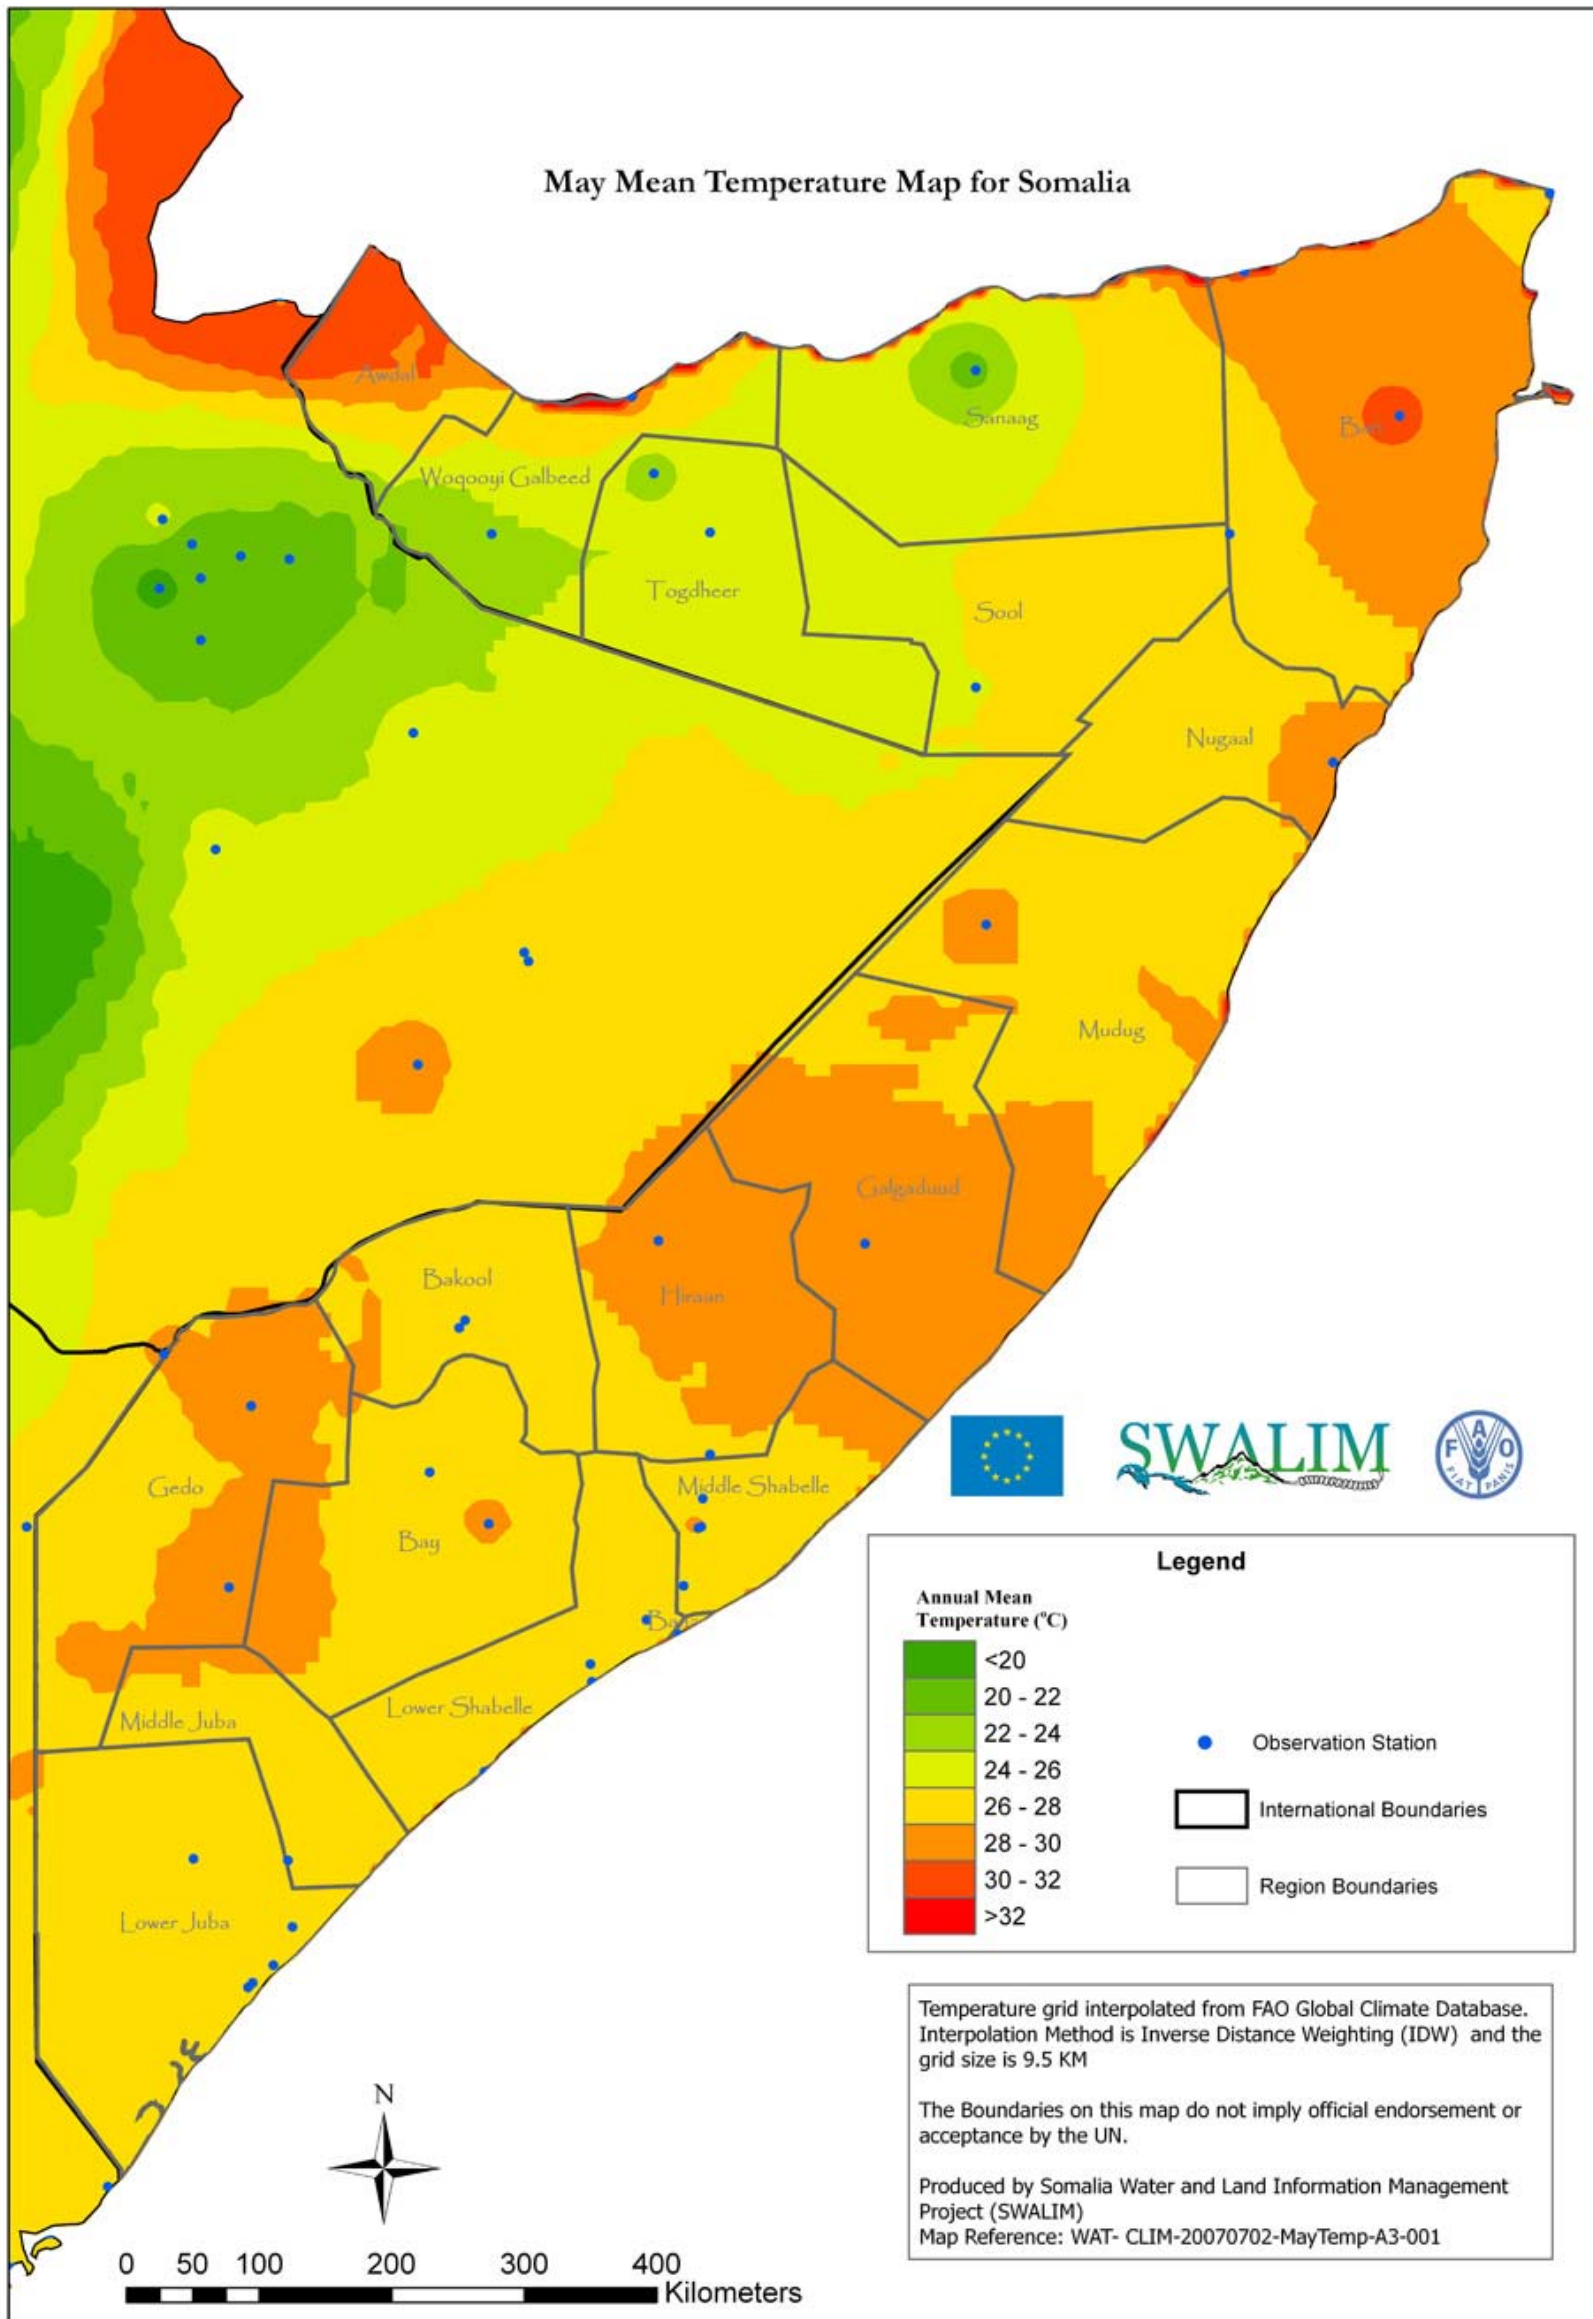 May Mean Temperature Map for Somalia
Awdal
Sanaag
Woqooyi Galbeed
Togdheer
Sool
Nugaal
Mudug
Galgaduud
Bakool
Hiraan
Gedo
Middle Shabelle
Bay
Lower Shabelle
Middle Juba
Lower Juba
SWALIM
F A O
FIAT PANIS
Legend
Annual Mean
Temperature (°C)
<20
20 - 22
22 - 24
24 - 26
26 - 28
28 - 30
30 - 32
>32
Observation Station
International Boundaries
Region Boundaries
Temperature grid interpolated from FAO Global Climate Database.
Interpolation Method is Inverse Distance Weighting (IDW) and the
grid size is 9.5 KM
The Boundaries on this map do not imply official endorsement or
acceptance by the UN.
Produced by Somalia Water and Land Information Management
Project (SWALIM)
Map Reference: WAT- CLIM-20070702-MayTemp-A3-001
N
0 50 100 200 300 400
Kilometers